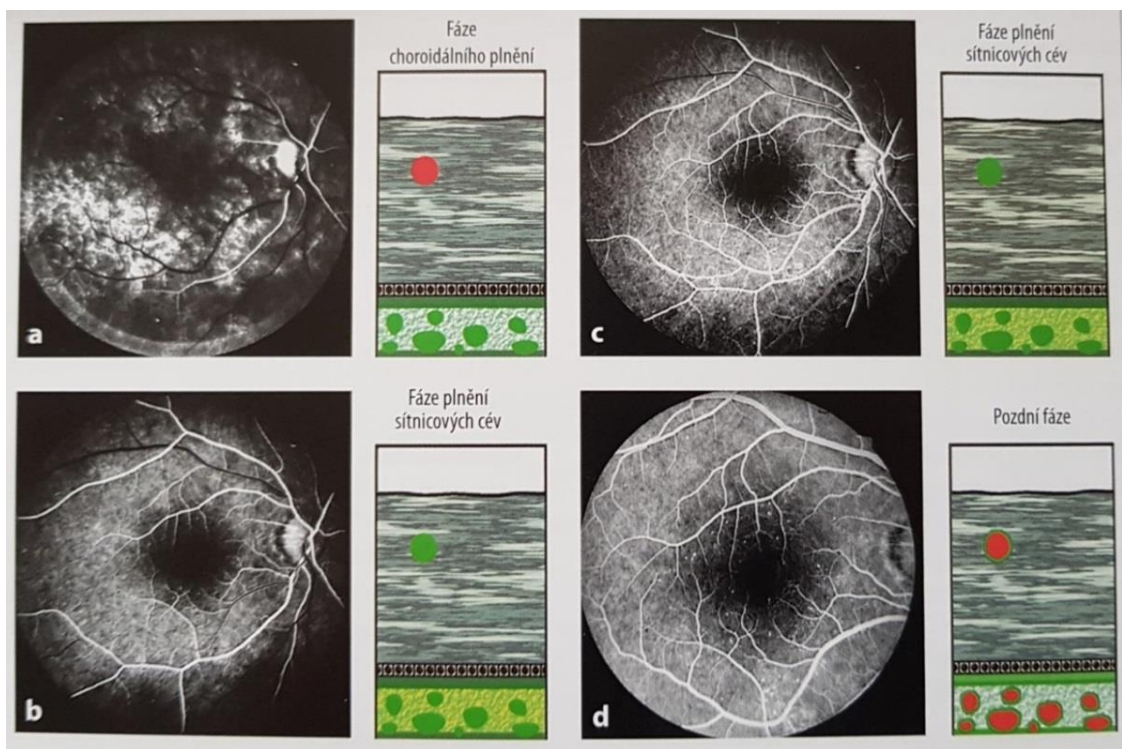 Fáze
choroidálního plnění
a
Fáze plnění
sítnicových cév
c
Fáze plnění
sítnicových cév
b
Pozdní fáze
d